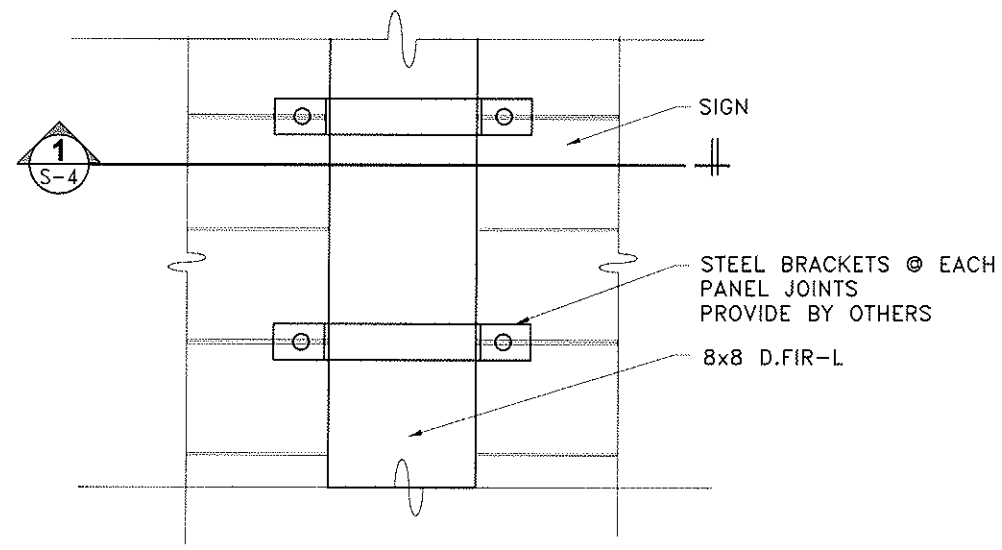 SIGN
1
S-4
STEEL BRACKETS @ EACH
PANEL JOINTS
PROVIDE BY OTHERS
8x8 D.FIR-L